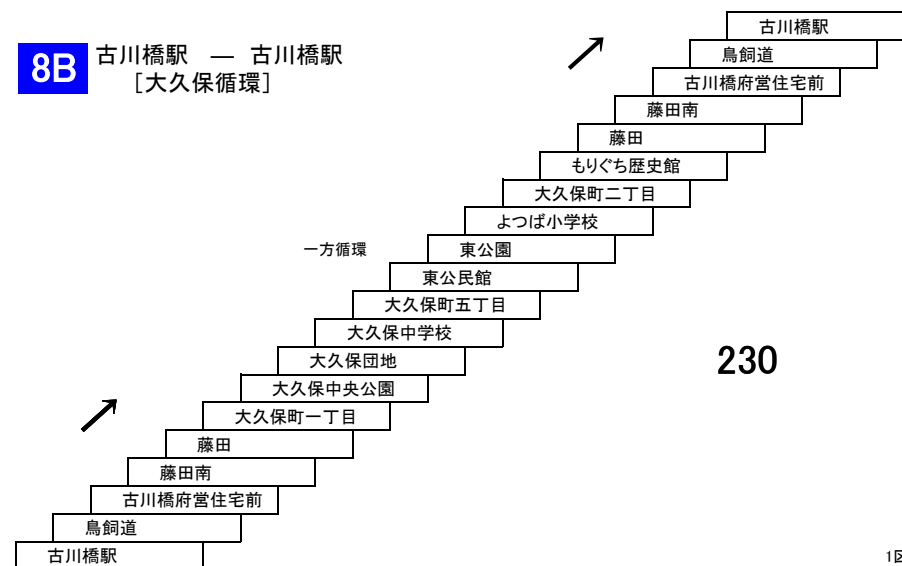 8B
古川橋駅 ― 古川橋駅
［大久保循環］
古川橋駅
鳥飼道
古川橋府営住宅前
藤田南
藤田
もりぐち歴史館
大久保町二丁目
よつば小学校
一方循環
東公園
東公民館
大久保町五丁目
大久保中学校
大久保団地
230
大久保中央公園
大久保町一丁目
藤田
藤田南
古川橋府営住宅前
鳥飼道
古川橋駅
1区